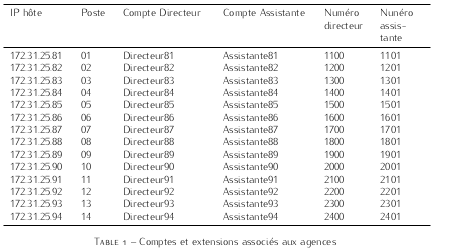 IP hôte Poste Compte Directeur Compte Assistante Numéro directeur Nunéro assis-tante
172.31.25.81 01 Directeur81 Assistante81 1100 1101
172.31.25.82 02 Directeur82 Assistante82 1200 1201
172.31.25.83 03 Directeur83 Assistante83 1300 1301
172.31.25.84 04 Directeur84 Assistante84 1400 1401
172.31.25.85 05 Directeur85 Assistante85 1500 1501
172.31.25.86 06 Directeur86 Assistante86 1600 1601
172.31.25.87 07 Directeur87 Assistante87 1700 1701
172.31.25.88 08 Directeur88 Assistante88 1800 1801
172.31.25.89 09 Directeur89 Assistante89 1900 1901
172.31.25.90 10 Directeur90 Assistante90 2000 2001
172.31.25.91 11 Directeur91 Assistante91 2100 2101
172.31.25.92 12 Directeur92 Assistante92 2200 2201
172.31.25.93 13 Directeur93 Assistante93 2300 2301
172.31.25.94 14 Directeur94 Assistante94 2400 2401
Table 1 – Comptes et extensions associés aux agences